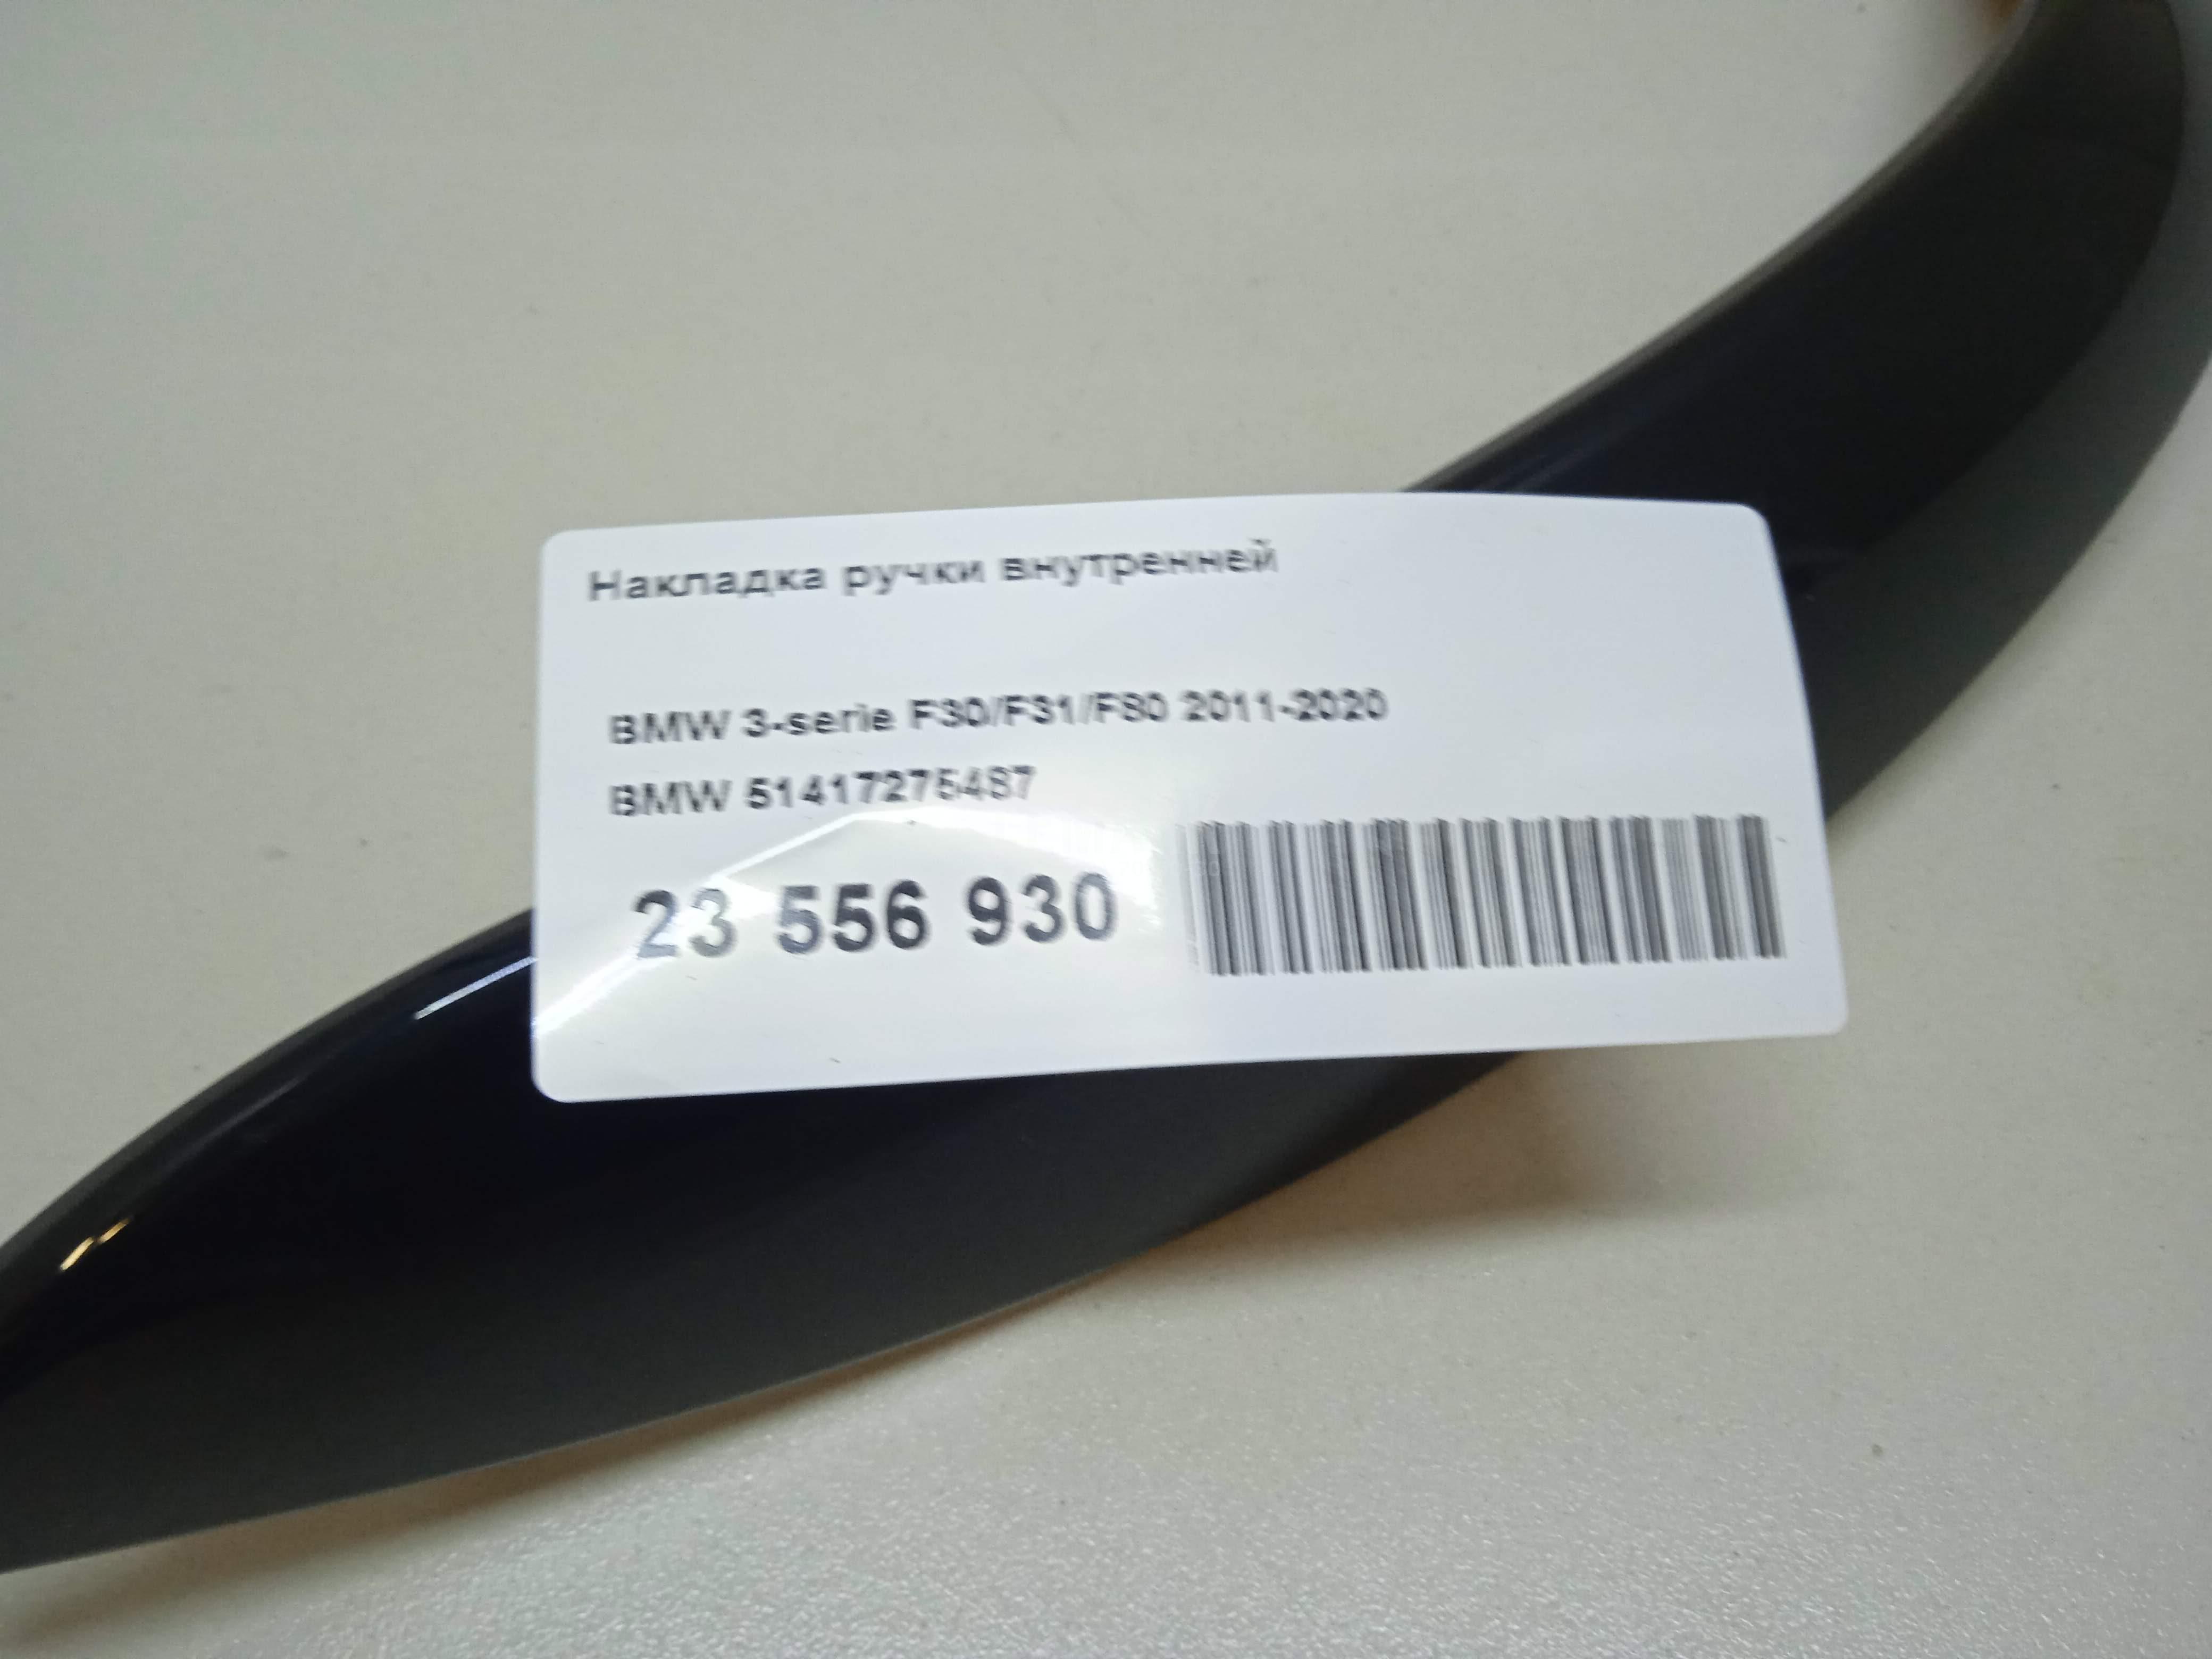 Накладка ручки внутренней
BMW 3-serie F30/F31/F80 2011-2020
BMW 51417275487
23 556 930